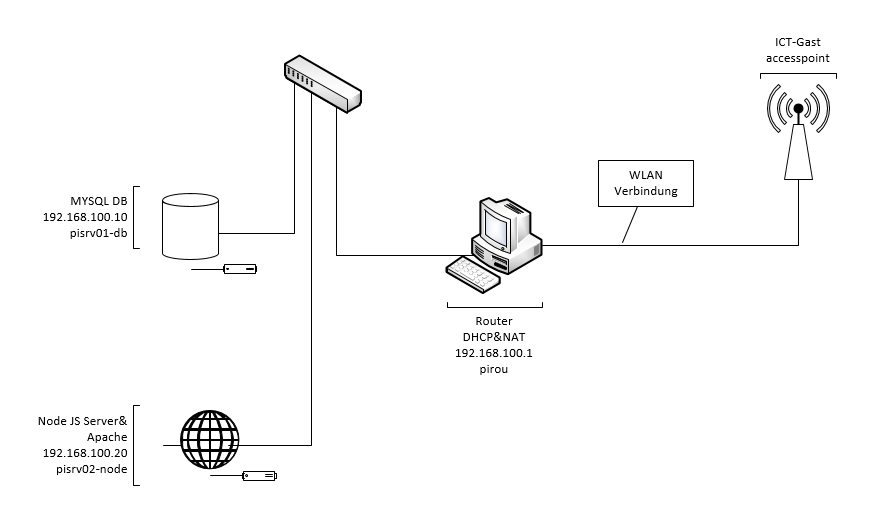 ICT-Gast
accesspoint
WLAN
Verbindung
MYSQL DB
192.168.100.10
pisrv01-db
Router
DHCP&NAT
192.168.100.1
pirou
Node JS Server&
Apache
192.168.100.20
pisrv02-node